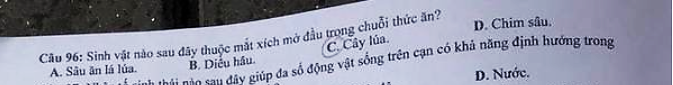 Câu 96: Sinh vật nào sau đây thuộc mắt xích mở đầu trong chuỗi thức ăn?
A. Sâu ăn lá lúa. B. Diều hâu. C. Cây lúa. D. Chim sâu.
thái nào sau đây giúp đa số động vật sống trên cạn có khả năng định hướng trong
D. Nước.